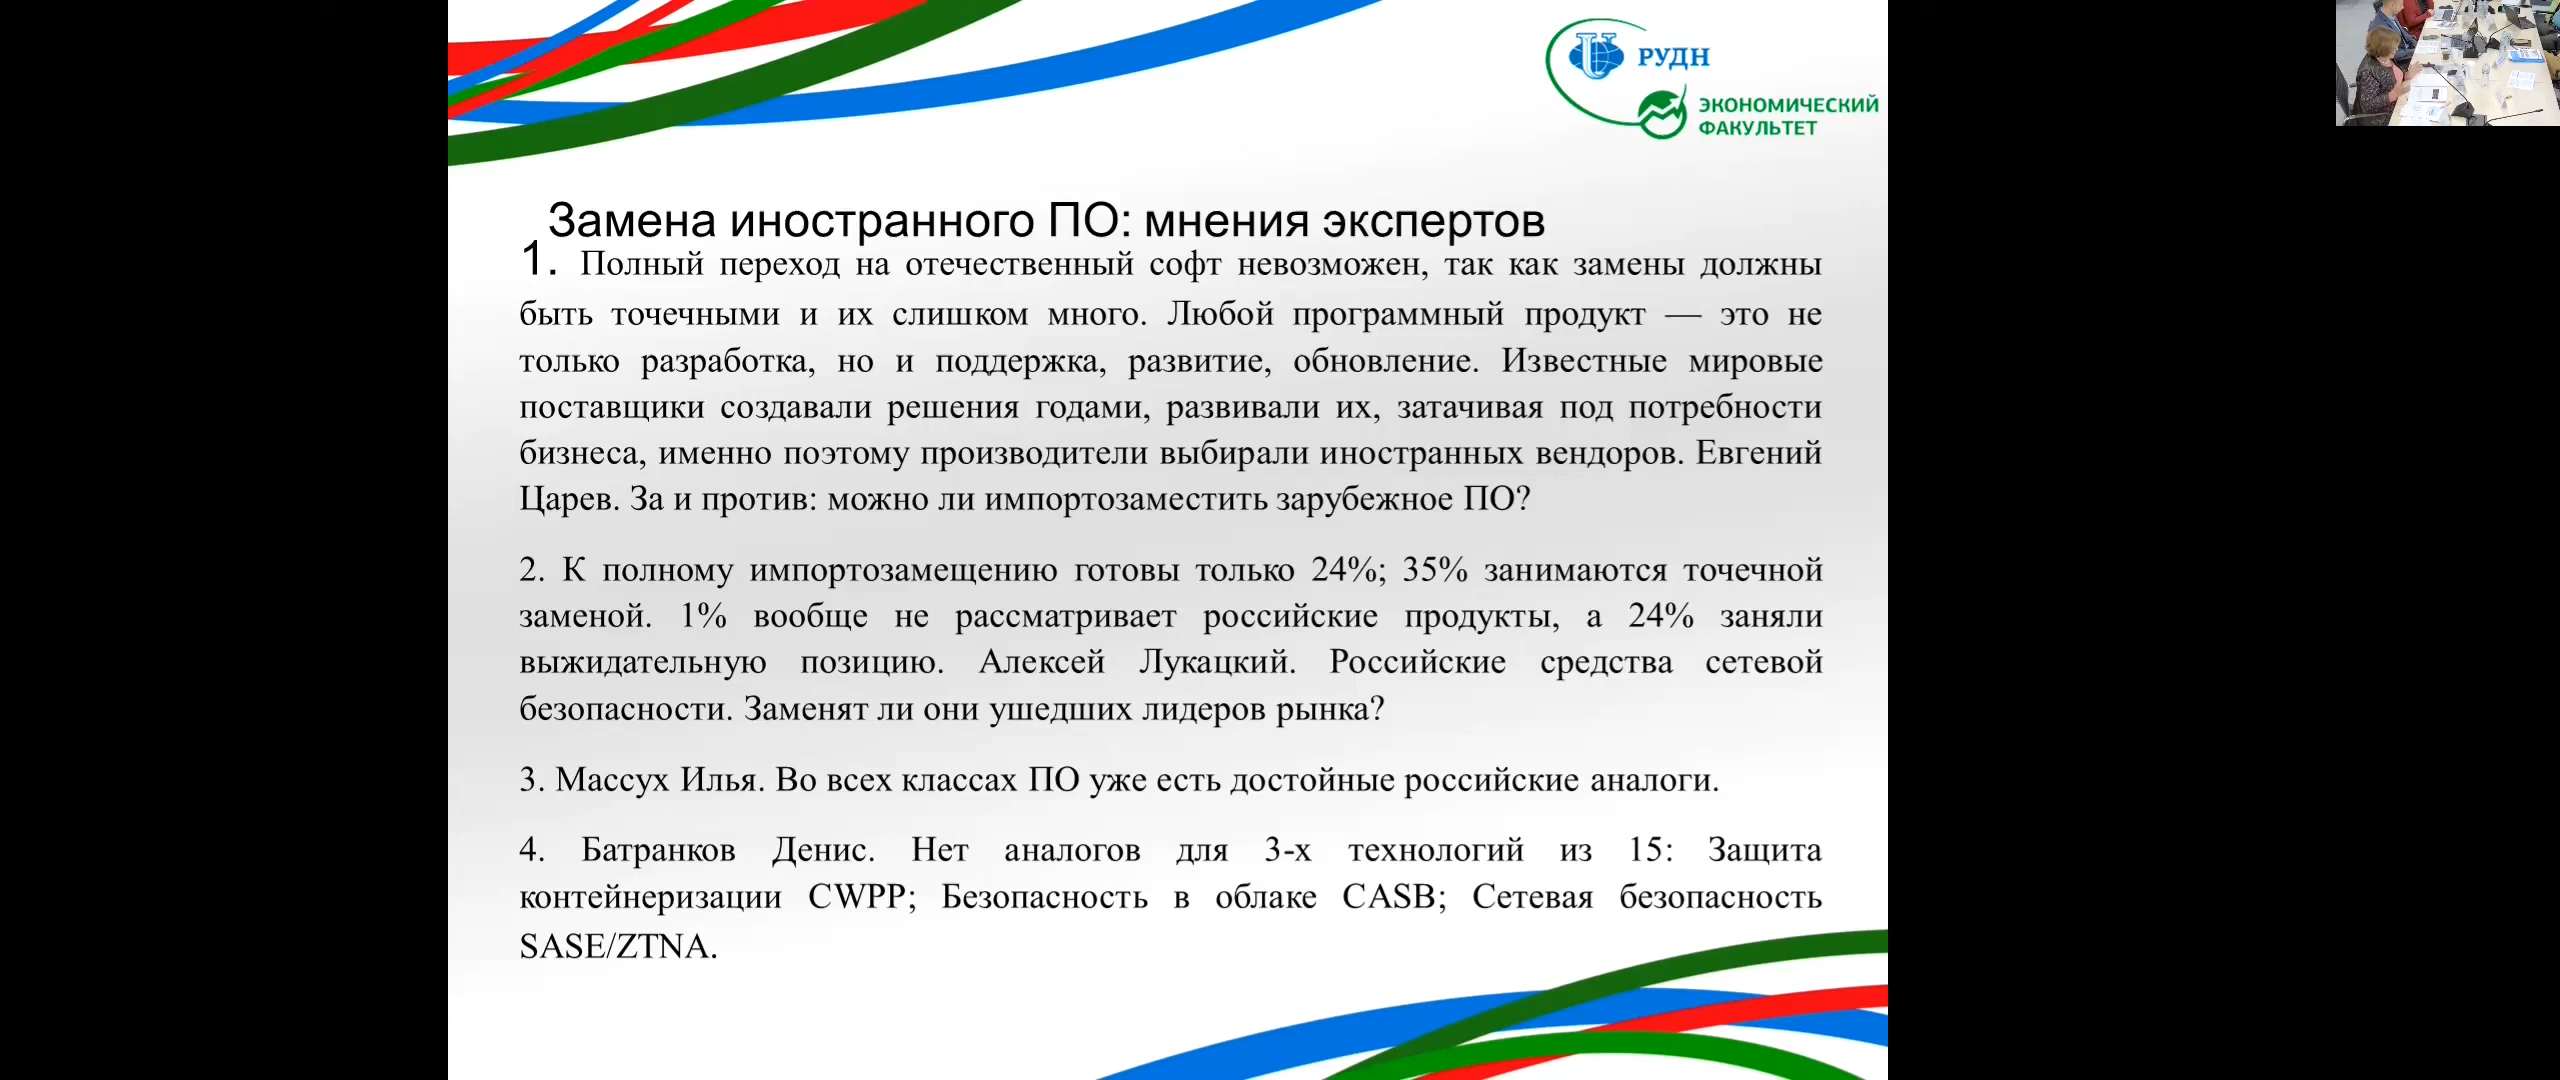 РУДН
ЭКОНОМИЧЕСКИЙ
ФАКУЛЬТЕТ
Замена иностранного ПО: мнения экспертов
1. Полный переход на отечественный софт невозможен, так как замены должны
быть точечными и их слишком много. Любой программный продукт — это не
только разработка, но и поддержка, развитие, обновление. Известные мировые
поставщики создавали решения годами, развивали их, затачивая под потребности
бизнеса, именно поэтому производители выбирали иностранных вендоров. Евгений
Царев. За и против: можно ли импортозаместить зарубежное ПО?
2. К полному импортозамещению готовы только 24%; 35% занимаются точечной
заменой. 1% вообще не рассматривает российские продукты, а 24% заняли
выжидательную позицию. Алексей Лукацкий. Российские средства сетевой
безопасности. Заменят ли они ушедших лидеров рынка?
3. Массух Илья. Во всех классах ПО уже есть достойные российские аналоги.
4. Батранков Денис. Нет аналогов для 3-х технологий из 15: Защита
контейнеризации CWPP; Безопасность в облаке CASB; Сетевая безопасность
SASE/ZTNA.